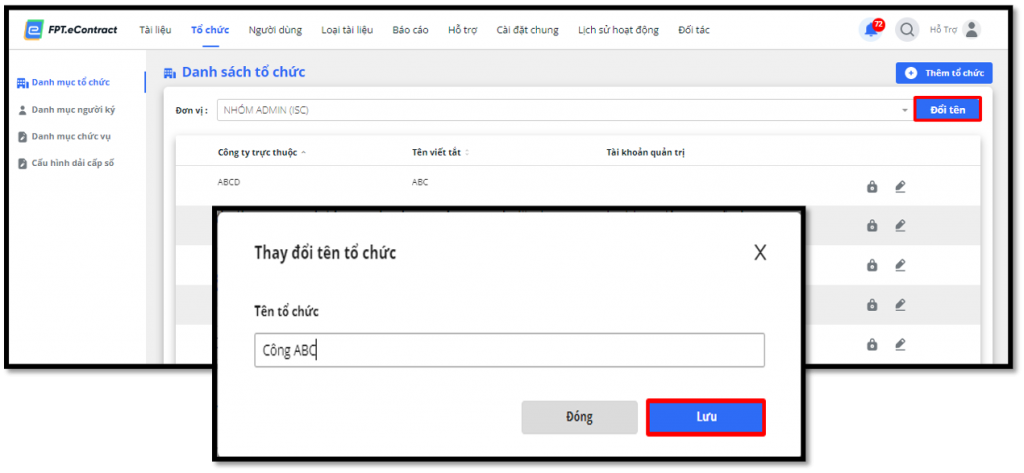 FPT.eContract Tài liệu Tổ chức Người dùng Loại tài liệu Báo cáo Hỗ trợ Cài đặt chung Lịch sử hoạt động Đối tác 72 Hỗ Trợ
Danh mục tổ chức
Danh mục người ký
Danh mục chức vụ
Cấu hình dải cấp số
Danh sách tổ chức
Thêm tổ chức
Đơn vị : NHÓM ADMIN (ISC) Đổi tên
Công ty trực thuộc Tên viết tắt Tài khoản quản trị
ABCD ABC
Thay đổi tên tổ chức X
Tên tổ chức
Công ABC
Đóng Lưu